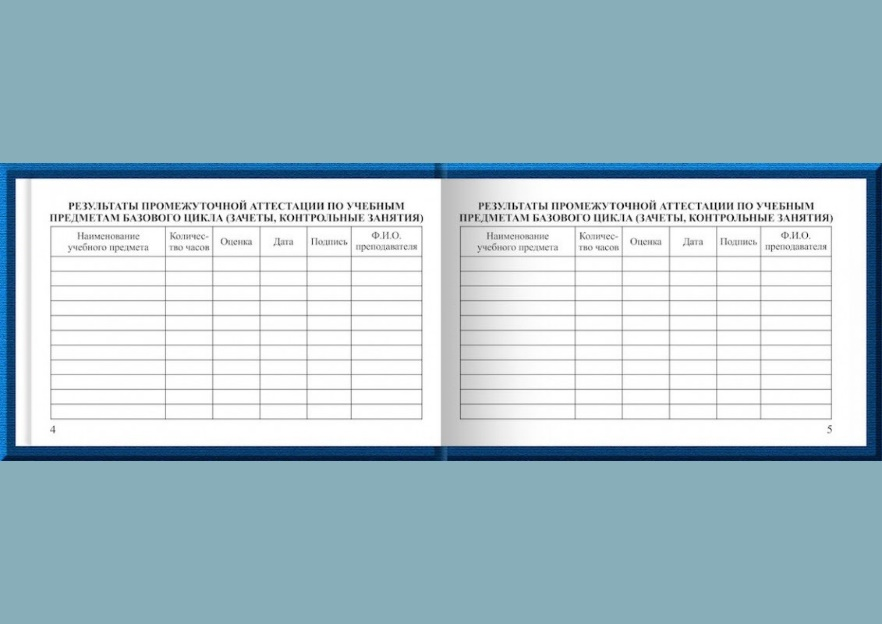 РЕЗУЛЬТАТЫ ПРОМЕЖУТОЧНОЙ АТТЕСТАЦИИ ПО УЧЕБНЫМ
ПРЕДМЕТАМ БАЗОВОГО ЦИКЛА (ЗАЧЕТЫ, КОНТРОЛЬНЫЕ ЗАНЯТИЯ)
Наименование
учебного предмета
Количес-
тво часов
Оценка
Дата
Подпись
Ф.И.О.
преподавателя
4
РЕЗУЛЬТАТЫ ПРОМЕЖУТОЧНОЙ АТТЕСТАЦИИ ПО УЧЕБНЫМ
ПРЕДМЕТАМ БАЗОВОГО ЦИКЛА (ЗАЧЕТЫ, КОНТРОЛЬНЫЕ ЗАНЯТИЯ)
Наименование
учебного предмета
Количес-
тво часов
Оценка
Дата
Подпись
Ф.И.О.
преподавателя
5